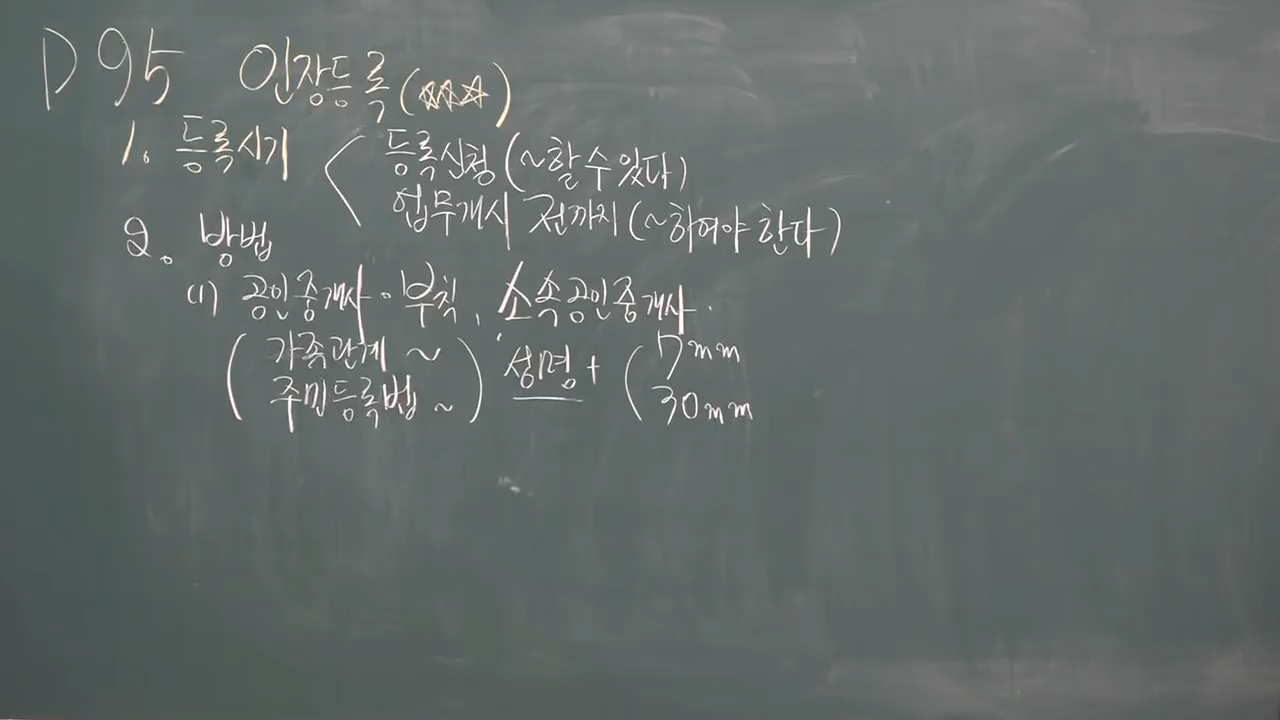 P 95 인장등록 (☆☆☆)
1. 등록시기 < 등록신청 (~할 수 있다)
업무개시 전까지 (~하여야 한다)
2. 방법
(1) 공인중개사 · 부칙, 소속공인중개사.
(가족관계 ~
주민등록법 ~) 성명 + (7mm
30mm